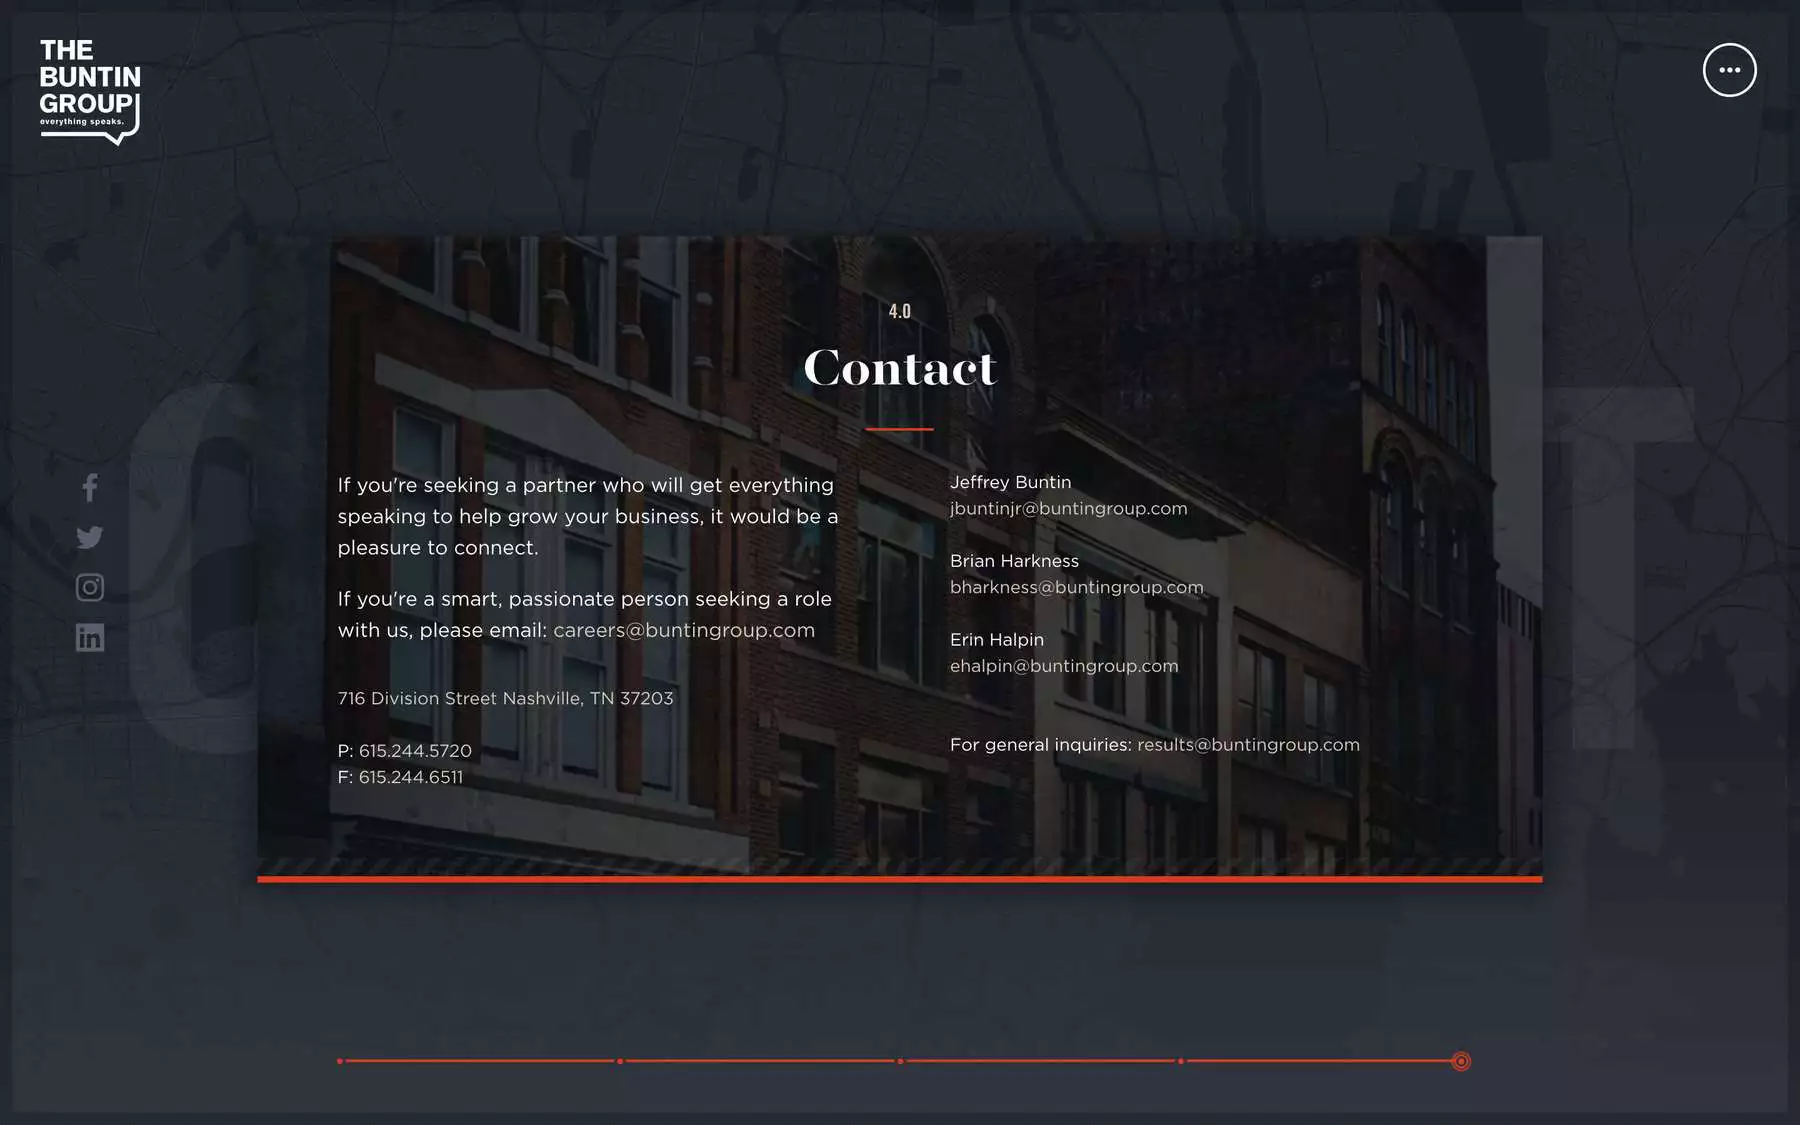 THE
BUNTIN
GROUP
everything speaks.
4.0
Contact
If you're seeking a partner who will get everything
speaking to help grow your business, it would be a
pleasure to connect.
If you're a smart, passionate person seeking a role
with us, please email: careers@buntingroup.com
716 Division Street Nashville, TN 37203
P: 615.244.5720
F: 615.244.6511
Jeffrey Buntin
jbuntinjr@buntingroup.com
Brian Harkness
bharkness@buntingroup.com
Erin Halpin
ehalpin@buntingroup.com
For general inquiries: results@buntingroup.com